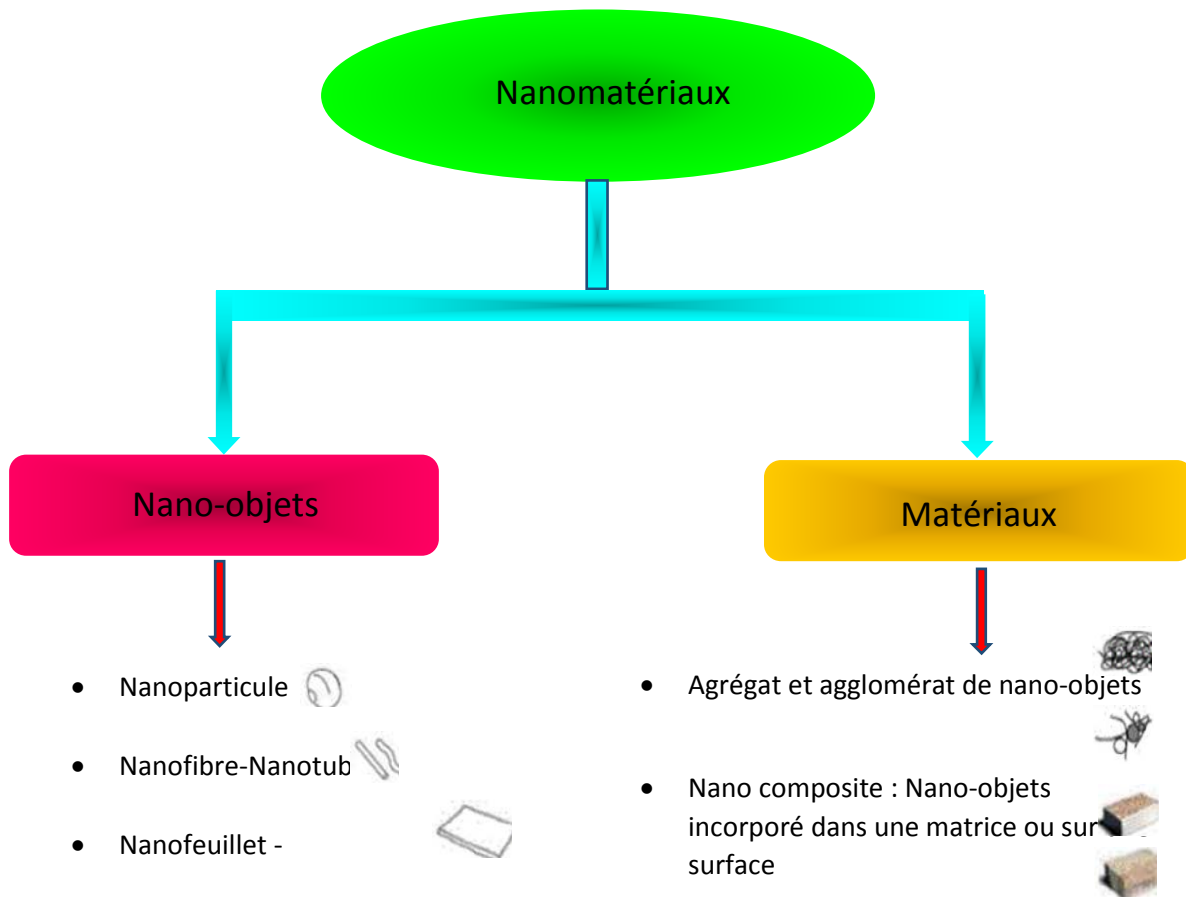 Nanomatériaux
Nano-objets
Matériaux
• Nanoparticule
• Nanofibre-Nanotub
• Nanofeuillet -
• Agrégat et agglomérat de nano-objets
• Nano composite : Nano-objets
incorporé dans une matrice ou sur
surface